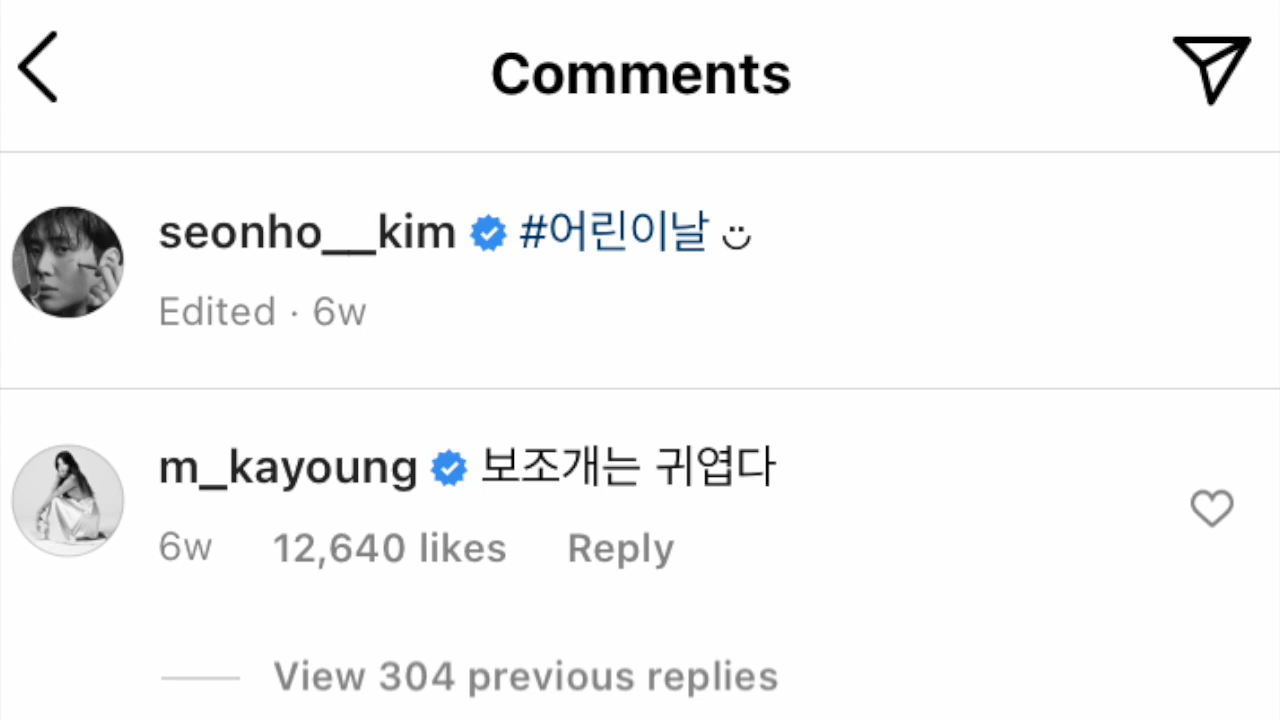 Comments
seonho__kim #어린이날
Edited · 6w
m_kayoung 보조개는 귀엽다
6w 12,640 likes Reply
View 304 previous replies